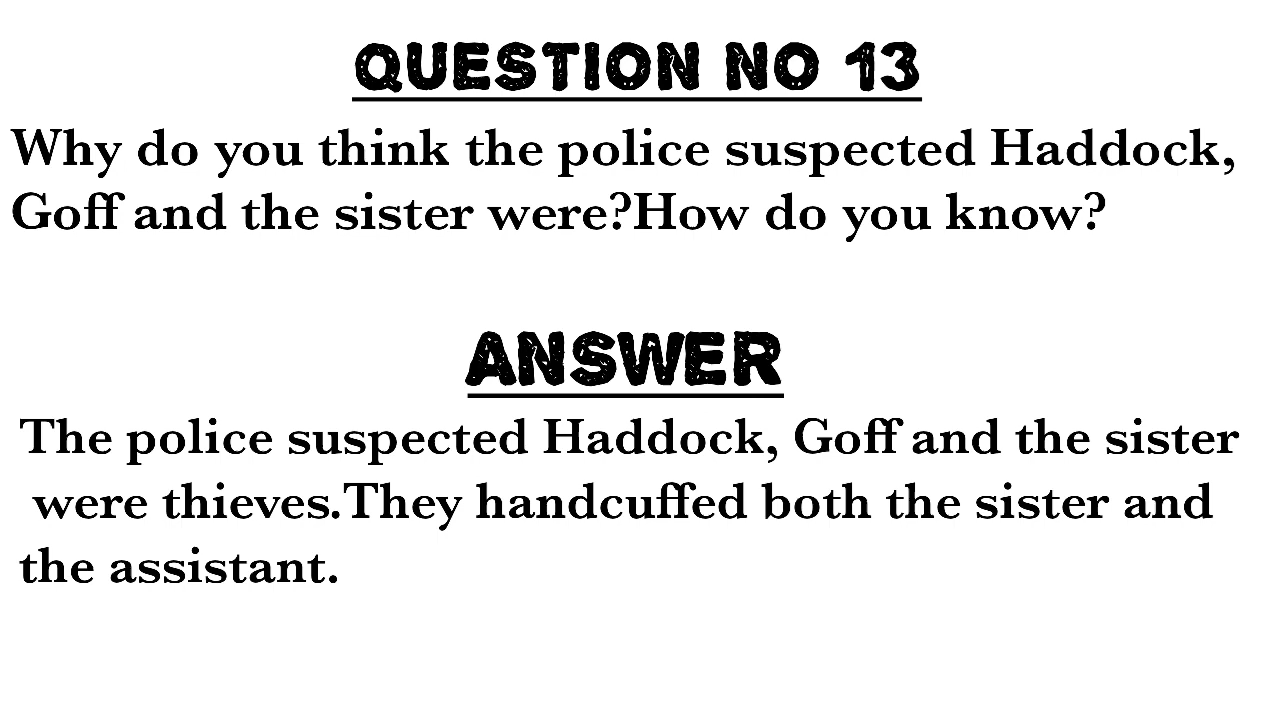 QUESTION NO 13
Why do you think the police suspected Haddock,
Goff and the sister were?How do you know?
ANSWER
The police suspected Haddock, Goff and the sister
were thieves.They handcuffed both the sister and
the assistant.